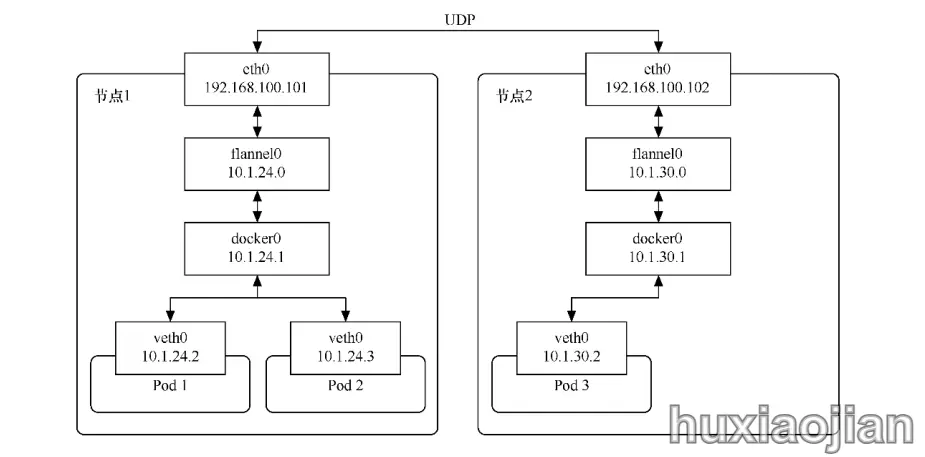 UDP
eth0
192.168.100.101
节点1
flannel0
10.1.24.0
docker0
10.1.24.1
veth0
10.1.24.2
Pod 1
veth0
10.1.24.3
Pod 2
eth0
192.168.100.102
节点2
flannel0
10.1.30.0
docker0
10.1.30.1
veth0
10.1.30.2
Pod 3
huxiaojian